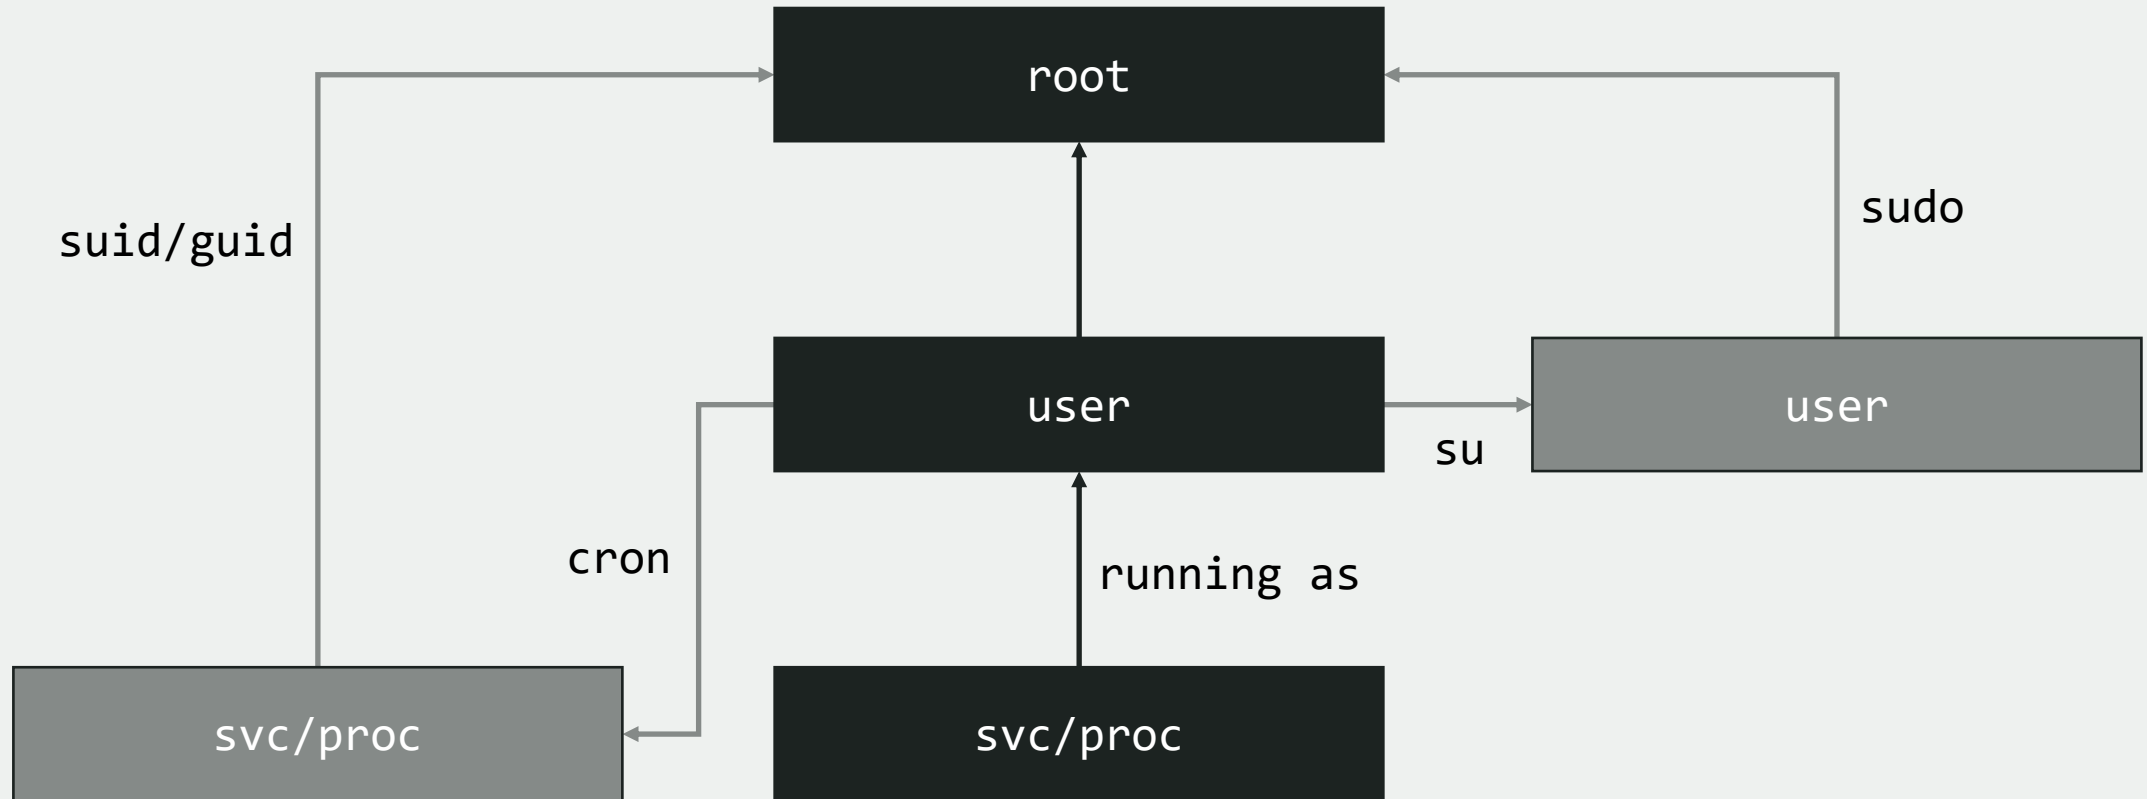 root
sudo
suid/guid
user
user
su
cron
running as
svc/proc
svc/proc